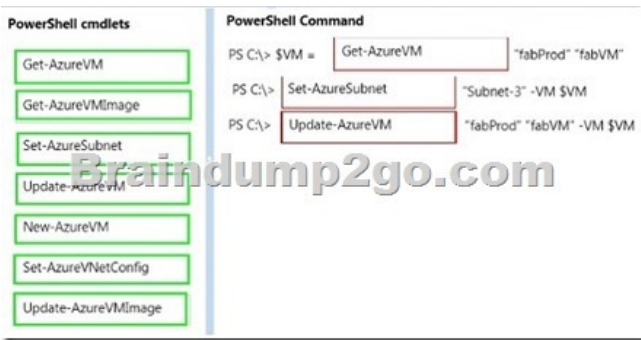 PowerShell cmdlets
Get-AzureVM
Get-AzureVMImage
Set-AzureSubnet
Update-AzureVM
New-AzureVM
Set-AzureVNetConfig
Update-AzureVMImage
PowerShell Command
PS C:\> $VM = Get-AzureVM "fabProd" "fabVM"
PS C:\> Set-AzureSubnet "Subnet-3" -VM $VM
PS C:\> Update-AzureVM "fabProd" "fabVM" -VM $VM
Braindump2go.com